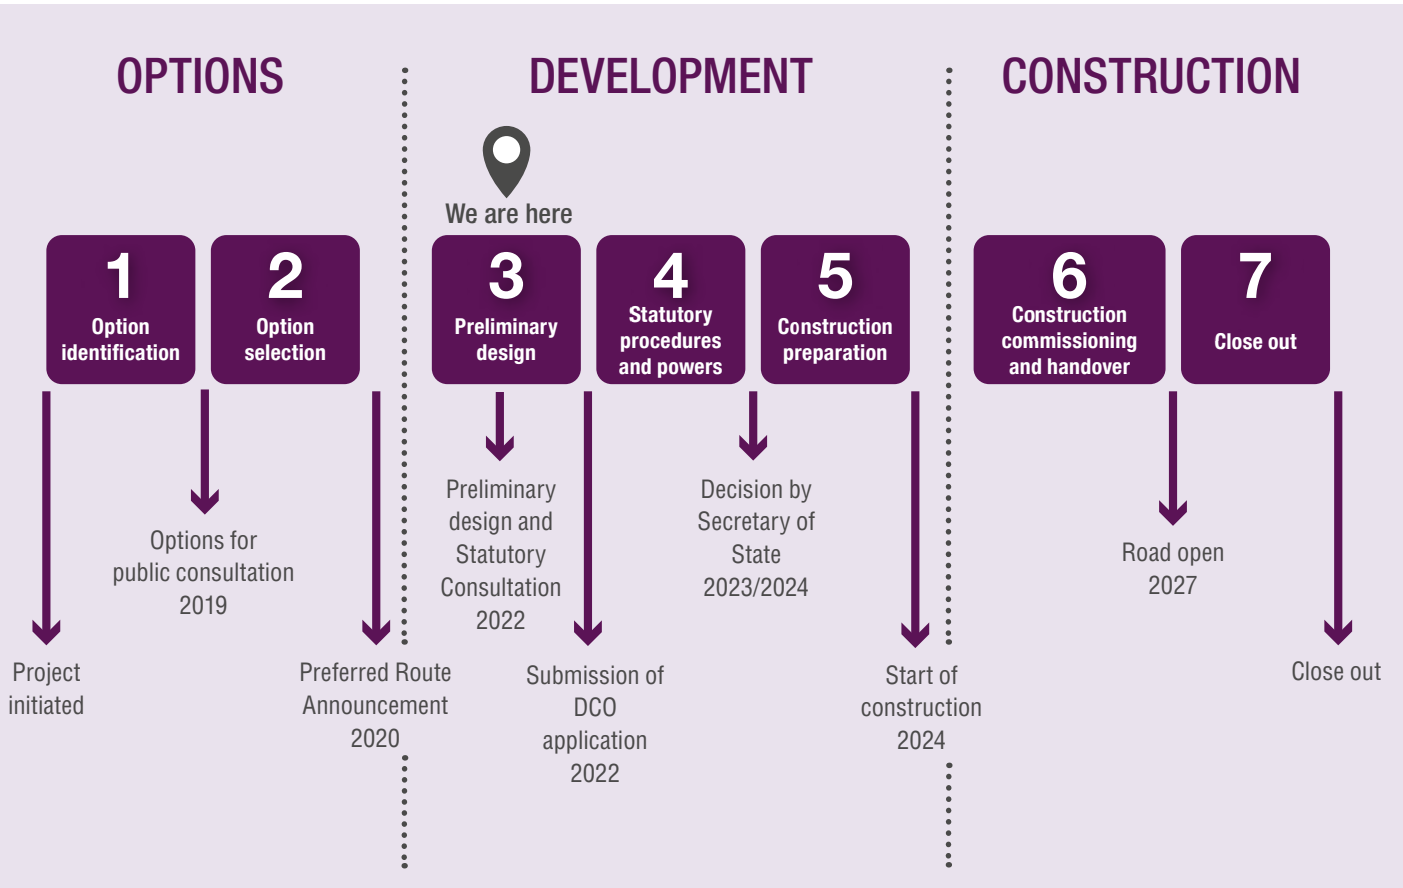 OPTIONS
DEVELOPMENT
CONSTRUCTION
We are here
1
Option
identification
2
Option
selection
3
Preliminary
design
4
Statutory
procedures
and powers
5
Construction
preparation
6
Construction
commissioning
and handover
7
Close out
Project
initiated
Options for
public consultation
2019
Preferred Route
Announcement
2020
Preliminary
design and
Statutory
Consultation
2022
Submission of
DCO
application
2022
Decision by
Secretary of
State
2023/2024
Start of
construction
2024
Road open
2027
Close out